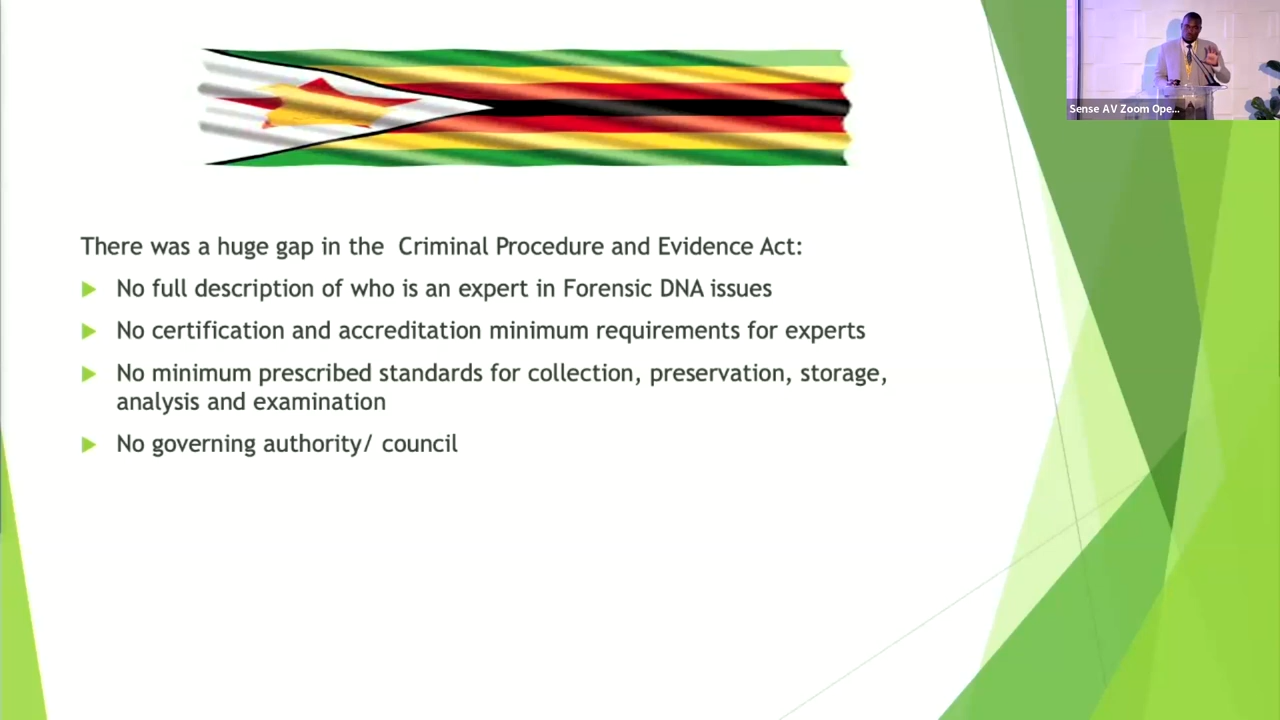 Sense AV Zoom Ope...
There was a huge gap in the Criminal Procedure and Evidence Act:
No full description of who is an expert in Forensic DNA issues
No certification and accreditation minimum requirements for experts
No minimum prescribed standards for collection, preservation, storage,
analysis and examination
No governing authority/ council